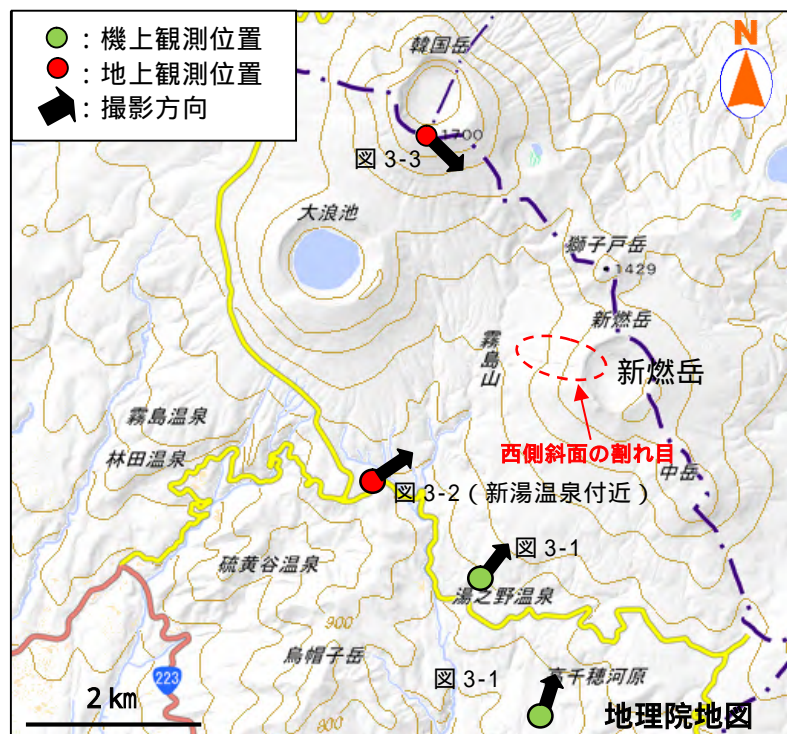 ：機上観測位置
：地上観測位置
：撮影方向
N
韓国岳
1700
図 3-3
大浪池
獅子戸岳
1429
新燃岳
霧島山
新燃岳
西側斜面の割れ目
中岳
霧島温泉
林田温泉
図 3-2（新湯温泉付近）
図 3-1
硫黄谷温泉
湯之野温泉
900
烏帽子岳
図 3-1
高千穂河原
223
900
2㎞
地理院地図